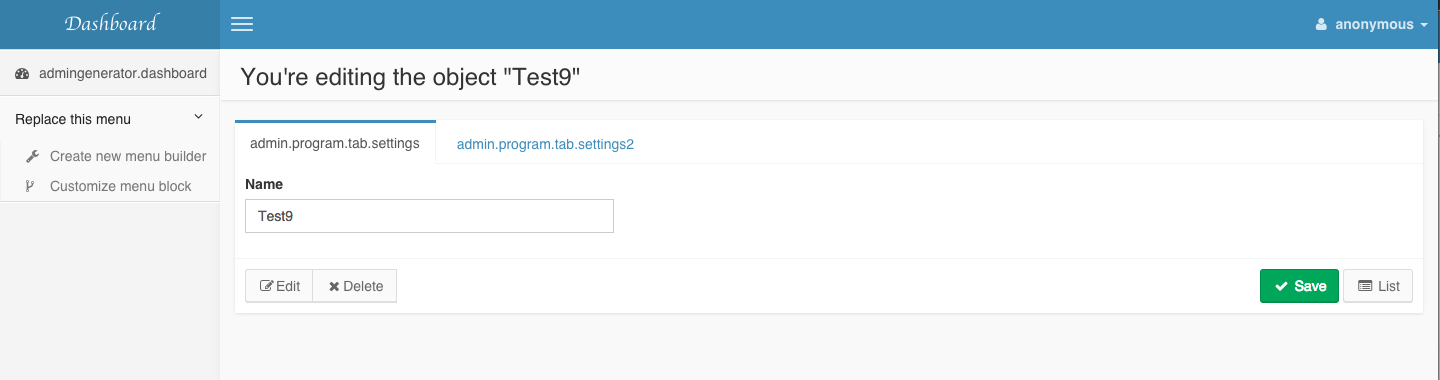 Dashboard
anonymous
admingenerator.dashboard
Replace this menu
Create new menu builder
Customize menu block
You're editing the object "Test9"
admin.program.tab.settings admin.program.tab.settings2
Name
Test9
Edit Delete Save List